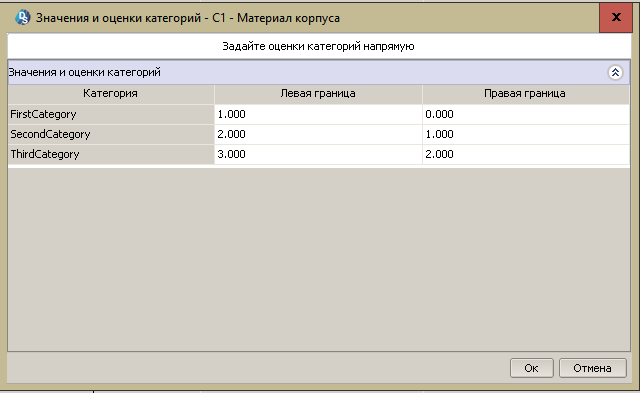 Значения и оценки категорий - C1 - Материал корпуса
Задайте оценки категорий напрямую
Значения и оценки категорий
Категория Левая граница Правая граница
FirstCategory 1.000 0.000
SecondCategory 2.000 1.000
ThirdCategory 3.000 2.000
Ок Отмена